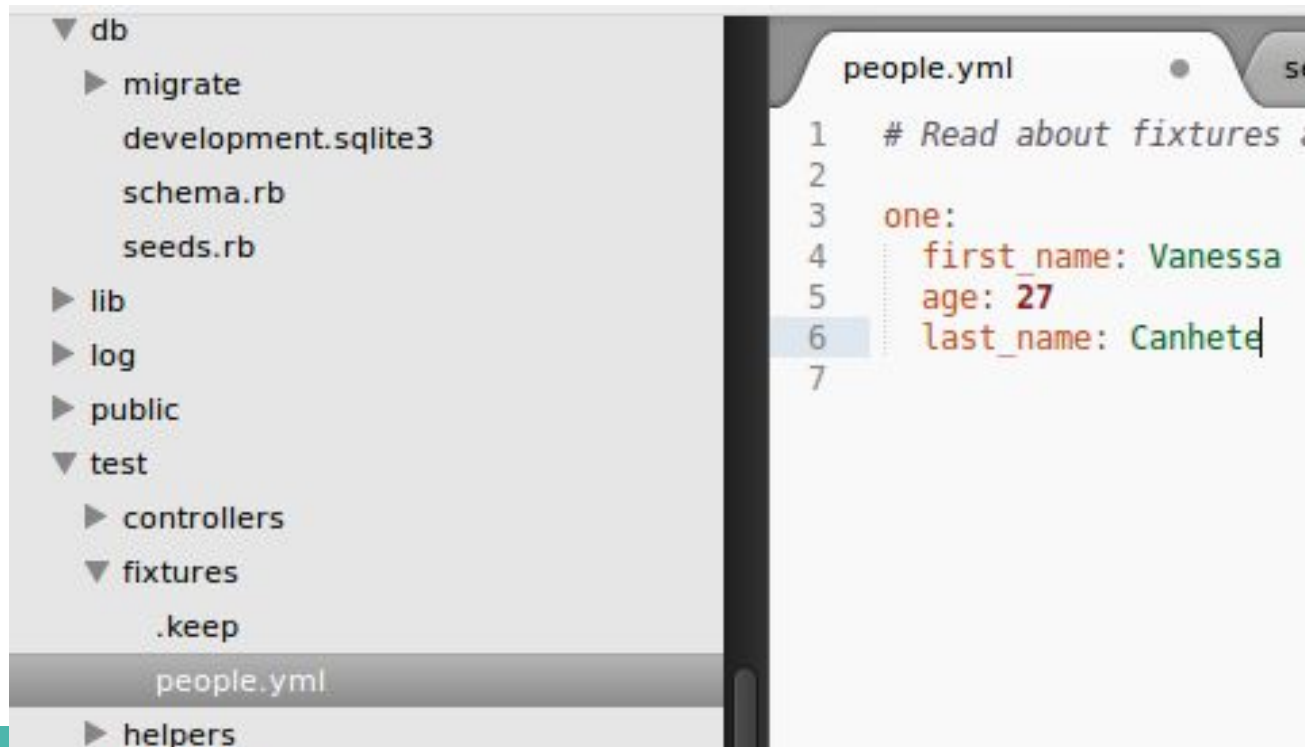 db
migrate
development.sqlite3
schema.rb
seeds.rb
lib
log
public
test
controllers
fixtures
.keep
people.yml
helpers
people.yml
1 # Read about fixtures
2
3 one:
4 first_name: Vanessa
5 age: 27
6 last_name: Canhete
7